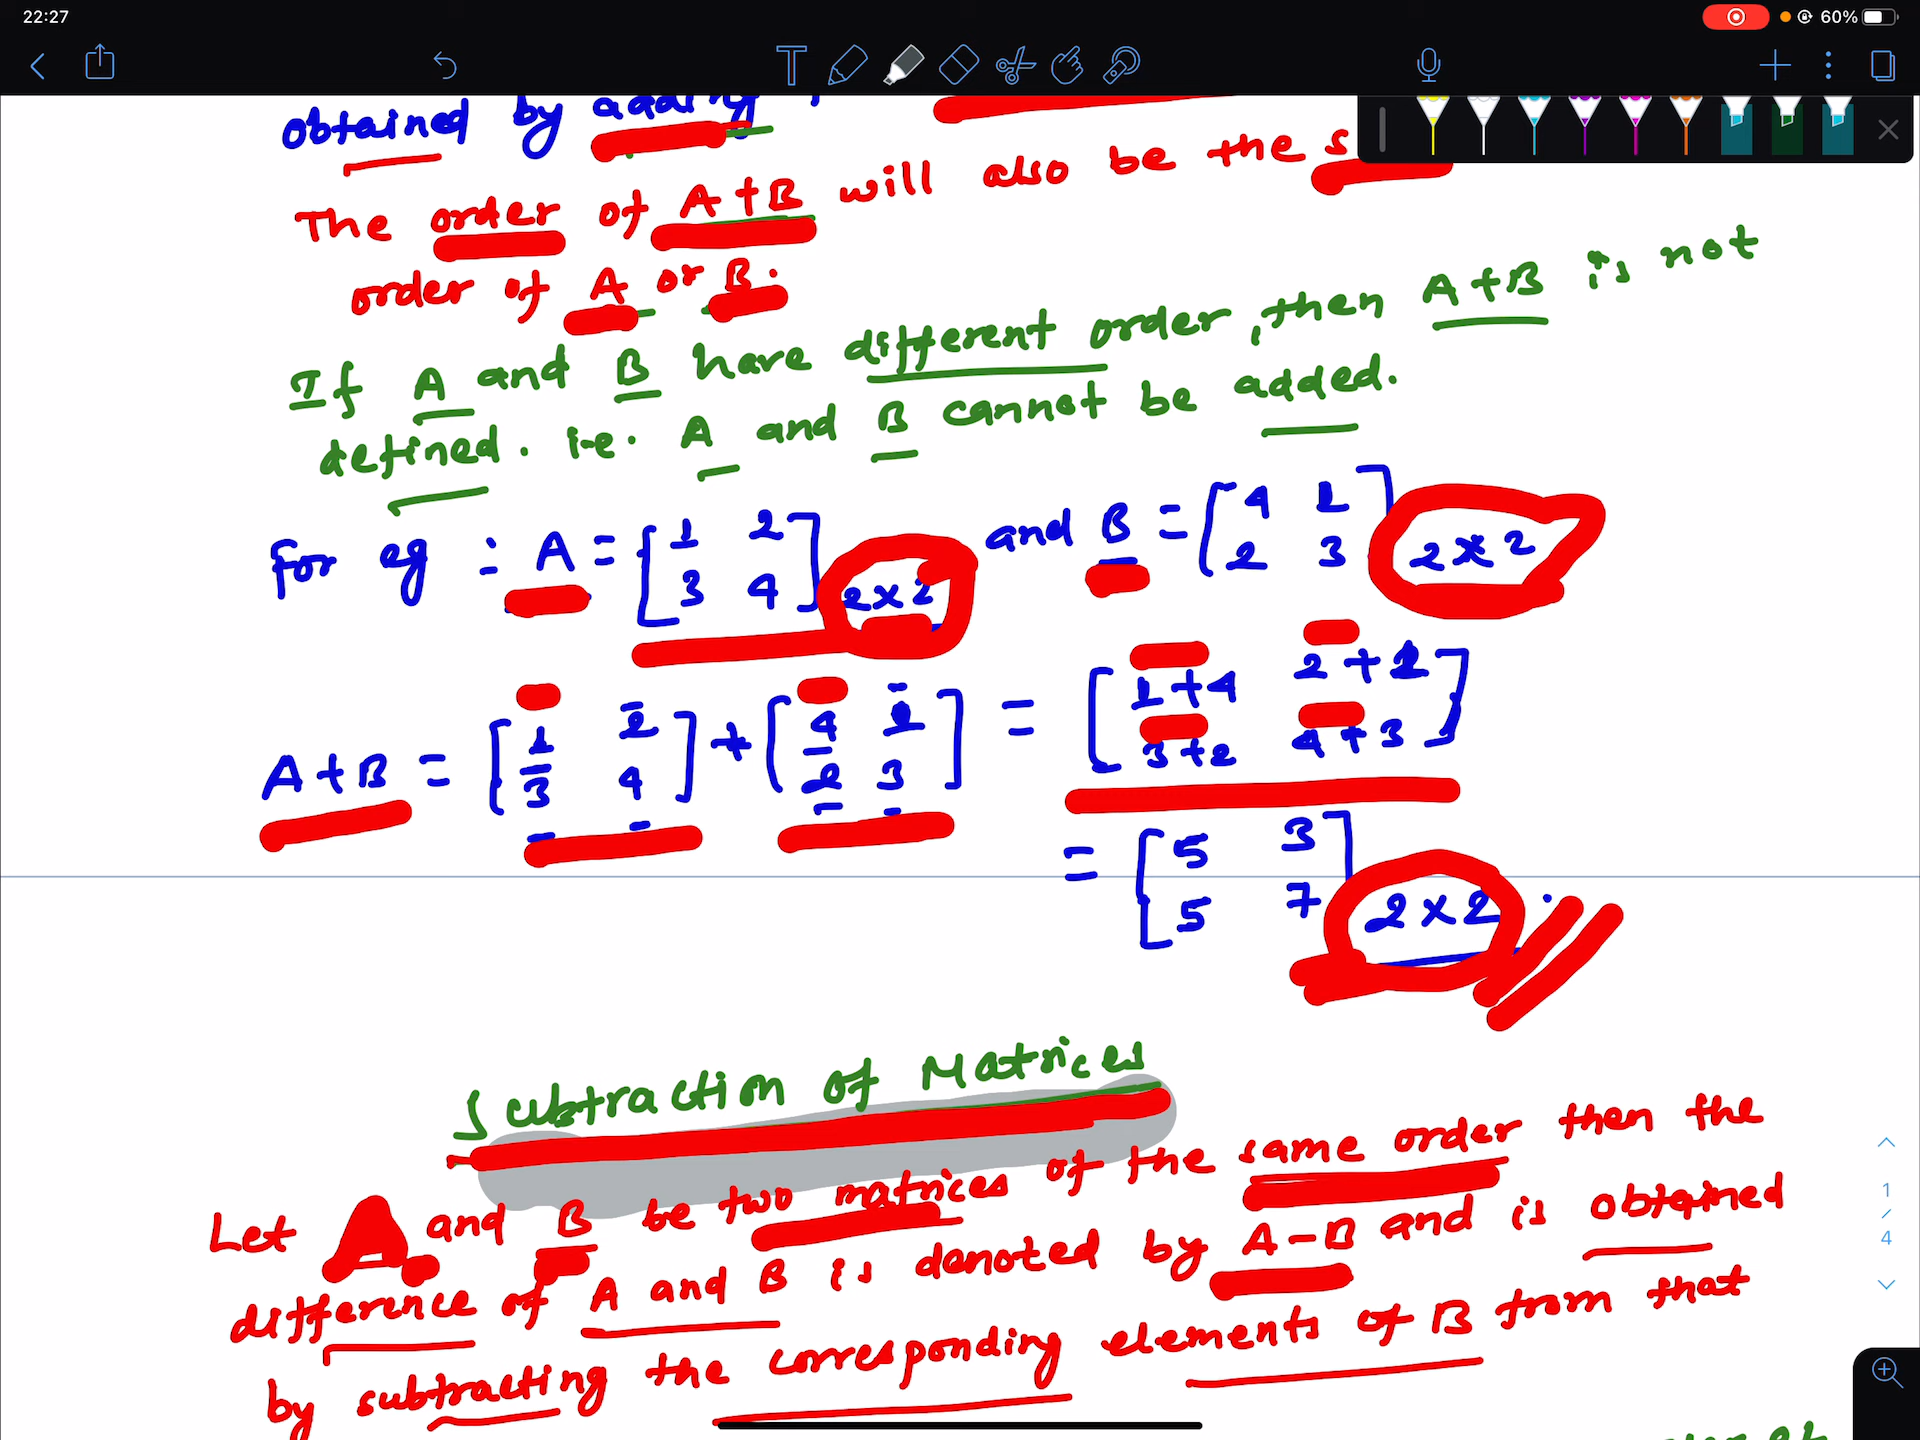 22:27
60%
obtained by adding
The order of A+B will also be the s
order of A or B.
If A and B have different order, then A+B is not
defined. i.e. A and B cannot be added.
For eg : A = [1 2 3 4] 2×2 and B = [4 1 2 3] 2×2
A+B = [1 2 3 4] + [4 1 2 3] = [1+4 2+1 3+2 4+3]
= [5 3 5 7] 2×2.
Subtraction of Matrices
Let A and B be two matrices of the same order then the
difference of A and B is denoted by A-B and is obtained
by subtracting the corresponding elements of B from that
1/4